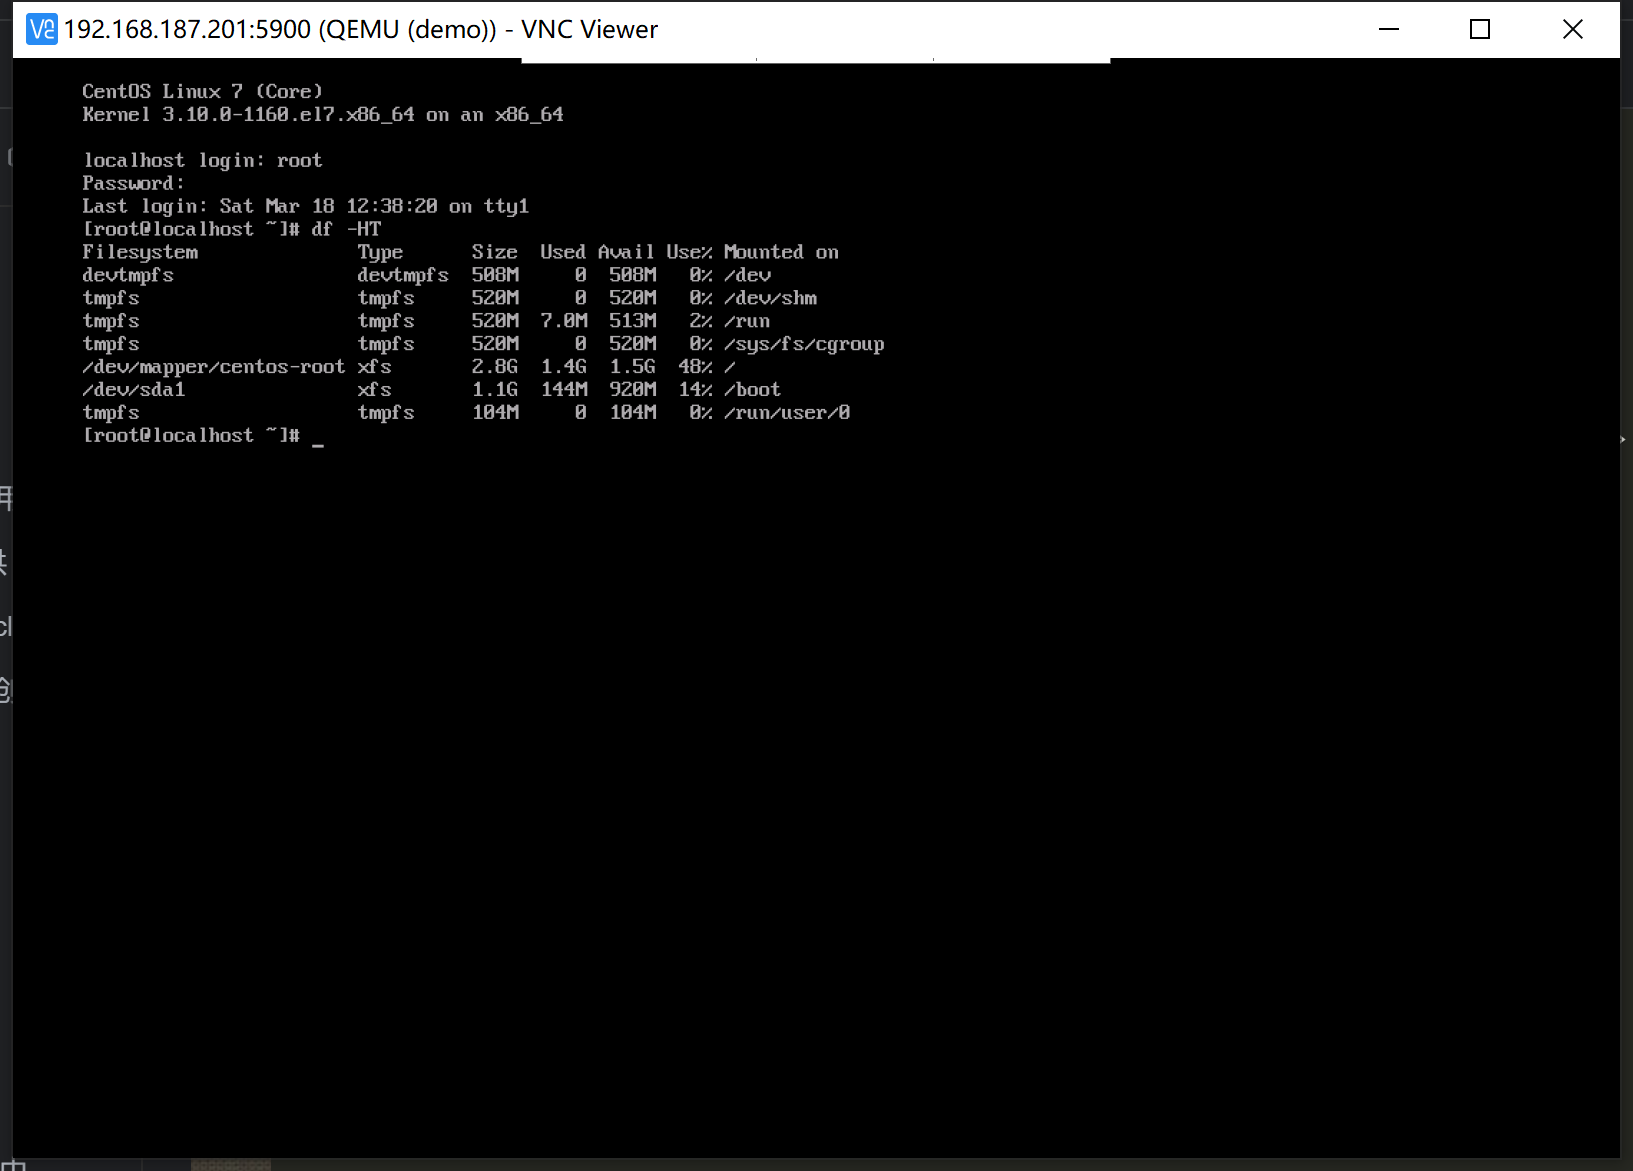 192.168.187.201:5900 (QEMU (demo)) - VNC Viewer
CentOS Linux 7 (Core)
Kernel 3.10.0-1160.el7.x86_64 on an x86_64
localhost login: root
Password:
Last login: Sat Mar 18 12:38:20 on tty1
[root@localhost ~]# df -HT
Filesystem Type Size Used Avail Use% Mounted on
devtmpfs devtmpfs 508M 0 508M 0% /dev
tmpfs tmpfs 520M 0 520M 0% /dev/shm
tmpfs tmpfs 520M 7.0M 513M 2% /run
tmpfs tmpfs 520M 0 520M 0% /sys/fs/cgroup
/dev/mapper/centos-root xfs 2.8G 1.4G 1.5G 48% /
/dev/sda1 xfs 1.1G 144M 920M 14% /boot
tmpfs tmpfs 104M 0 104M 0% /run/user/0
[root@localhost ~]# _